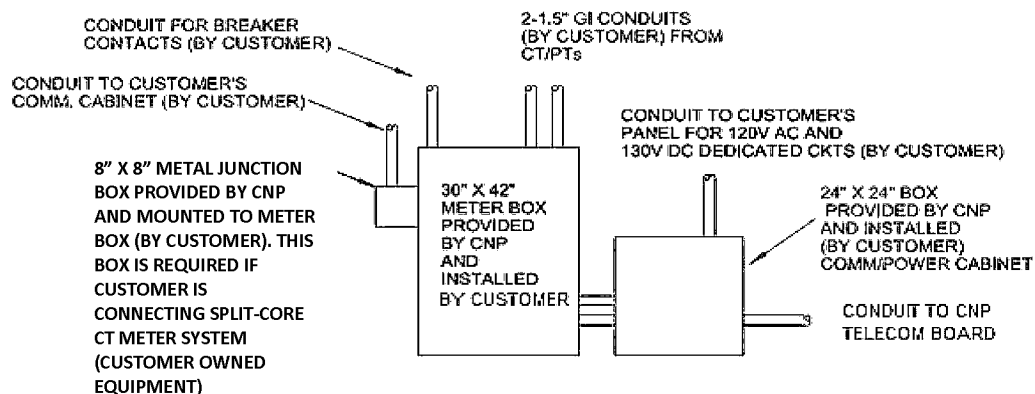 CONDUIT FOR BREAKER
CONTACTS (BY CUSTOMER)
2-1.5" GI CONDUITS
(BY CUSTOMER) FROM
CT/PTs
CONDUIT TO CUSTOMER'S
COMM. CABINET (BY CUSTOMER)
CONDUIT TO CUSTOMER'S
PANEL FOR 120V AC AND
130V DC DEDICATED CKTS (BY CUSTOMER)
8” X 8” METAL JUNCTION
BOX PROVIDED BY CNP
AND MOUNTED TO METER
BOX (BY CUSTOMER). THIS
BOX IS REQUIRED IF
CUSTOMER IS
CONNECTING SPLIT-CORE
CT METER SYSTEM
(CUSTOMER OWNED
EQUIPMENT)
30" X 42"
METER BOX
PROVIDED
BY CNP
AND
INSTALLED
BY CUSTOMER
24" X 24" BOX
PROVIDED BY CNP
AND INSTALLED
(BY CUSTOMER)
COMM/POWER CABINET
CONDUIT TO CNP
TELECOM BOARD